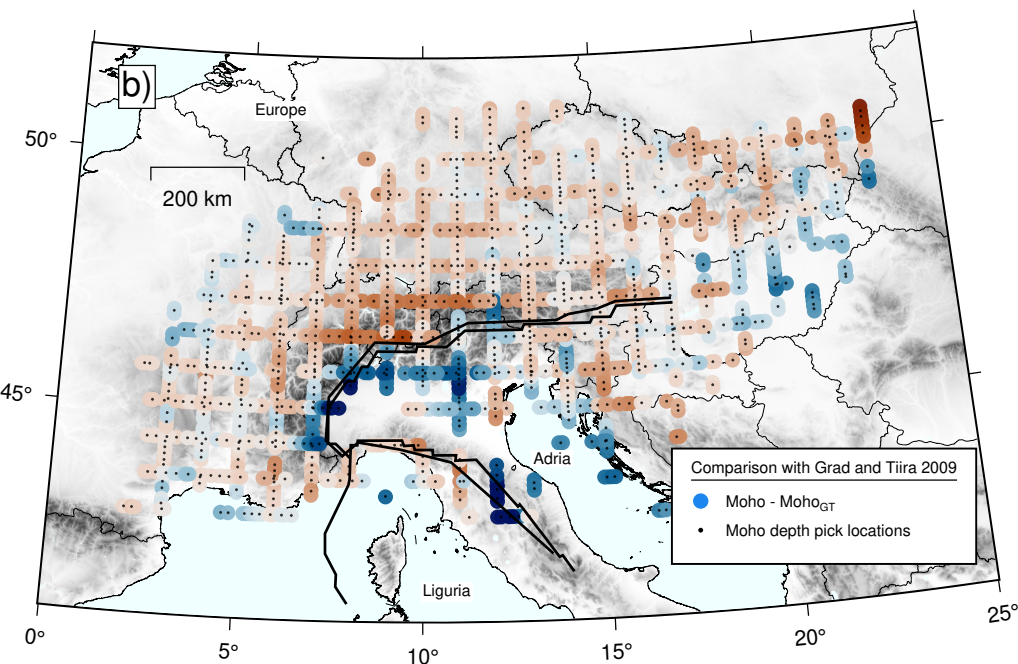 b)
Europe
50°
200 km
45°
Adria
Comparison with Grad and Tiira 2009
Moho - Moho_GT
Moho depth pick locations
Liguria
0°
5°
10°
15°
20°
25°